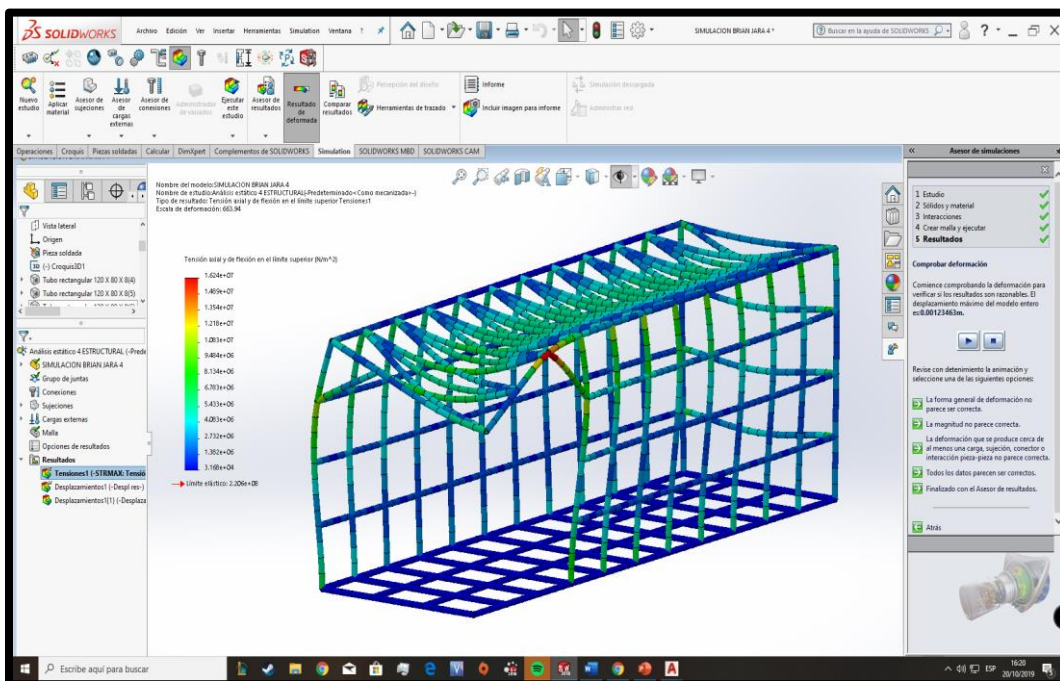 SOLIDWORKS
Archivo Edición Ver Insertar Herramientas Simulation Ventana ?
SIMULACION BRIAN JARA 4 *
Buscar en la ayuda de SOLIDWORKS
Nuevo estudio
Aplicar material
Asesor de sujeciones
Asesor de cargas externas
Asesor de conexiones
Administrador de vaciados
Ejecutar este estudio
Asesor de resultados
Resultado de deformada
Comparar resultados
Percepción del diseño
Herramientas de trazado
Informe
Incluir imagen para informe
Simulación descargada
Administrar red
Operaciones Croquis Piezas soldadas Calcular DimXpert Complementos de SOLIDWORKS Simulation SOLIDWORKS MBD SOLIDWORKS CAM
Vista lateral
Origen
Pieza soldada
(-) Croquis3D1
Tubo rectangular 120 X 80 X 8(4)
Tubo rectangular 120 X 80 X 8(5)
Análisis estático 4 ESTRUCTURAL (-Prede
SIMULACION BRIAN JARA 4
Grupo de juntas
Conexiones
Sujeciones
Cargas externas
Malla
Opciones de resultados
Resultados
Tensiones1 (-STRMAX: Tensió
Desplazamientos1 (-Despl res-)
Desplazamientos1(1) (-Desplaza
Nombre del modelo:SIMULACION BRIAN JARA 4
Nombre de estudio:Análisis estático 4 ESTRUCTURAL(-Predeterminado<Como mecanizada>-)
Tipo de resultado: Tensión axial y de flexión en el límite superior Tensiones1
Escala de deformación: 663.94
Tensión axial y de flexión en el límite superior (N/m^2)
1.624e+07
1.489e+07
1.354e+07
1.218e+07
1.083e+07
9.484e+06
8.134e+06
6.783e+06
5.433e+06
4.083e+06
2.732e+06
1.382e+06
3.168e+04
Límite elástico: 2.206e+08
Asesor de simulaciones
1 Estudio
2 Sólidos y material
3 Interacciones
4 Crear malla y ejecutar
5 Resultados
Comprobar deformación
Comience comprobando la deformación para
verificar si los resultados son razonables. El
desplazamiento máximo del modelo entero
es:0.00123463m.
Revise con detenimiento la animación y
seleccione una de las siguientes opciones:
La forma general de deformación no
parece ser correcta.
La magnitud no parece correcta.
La deformación que se produce cerca de
al menos una carga, sujeción, conector o
interacción pieza-pieza no parece correcta.
Todos los datos parecen ser correctos.
Finalizado con el Asesor de resultados.
Atrás
Escribe aquí para buscar
ESP
16:20
20/10/2019